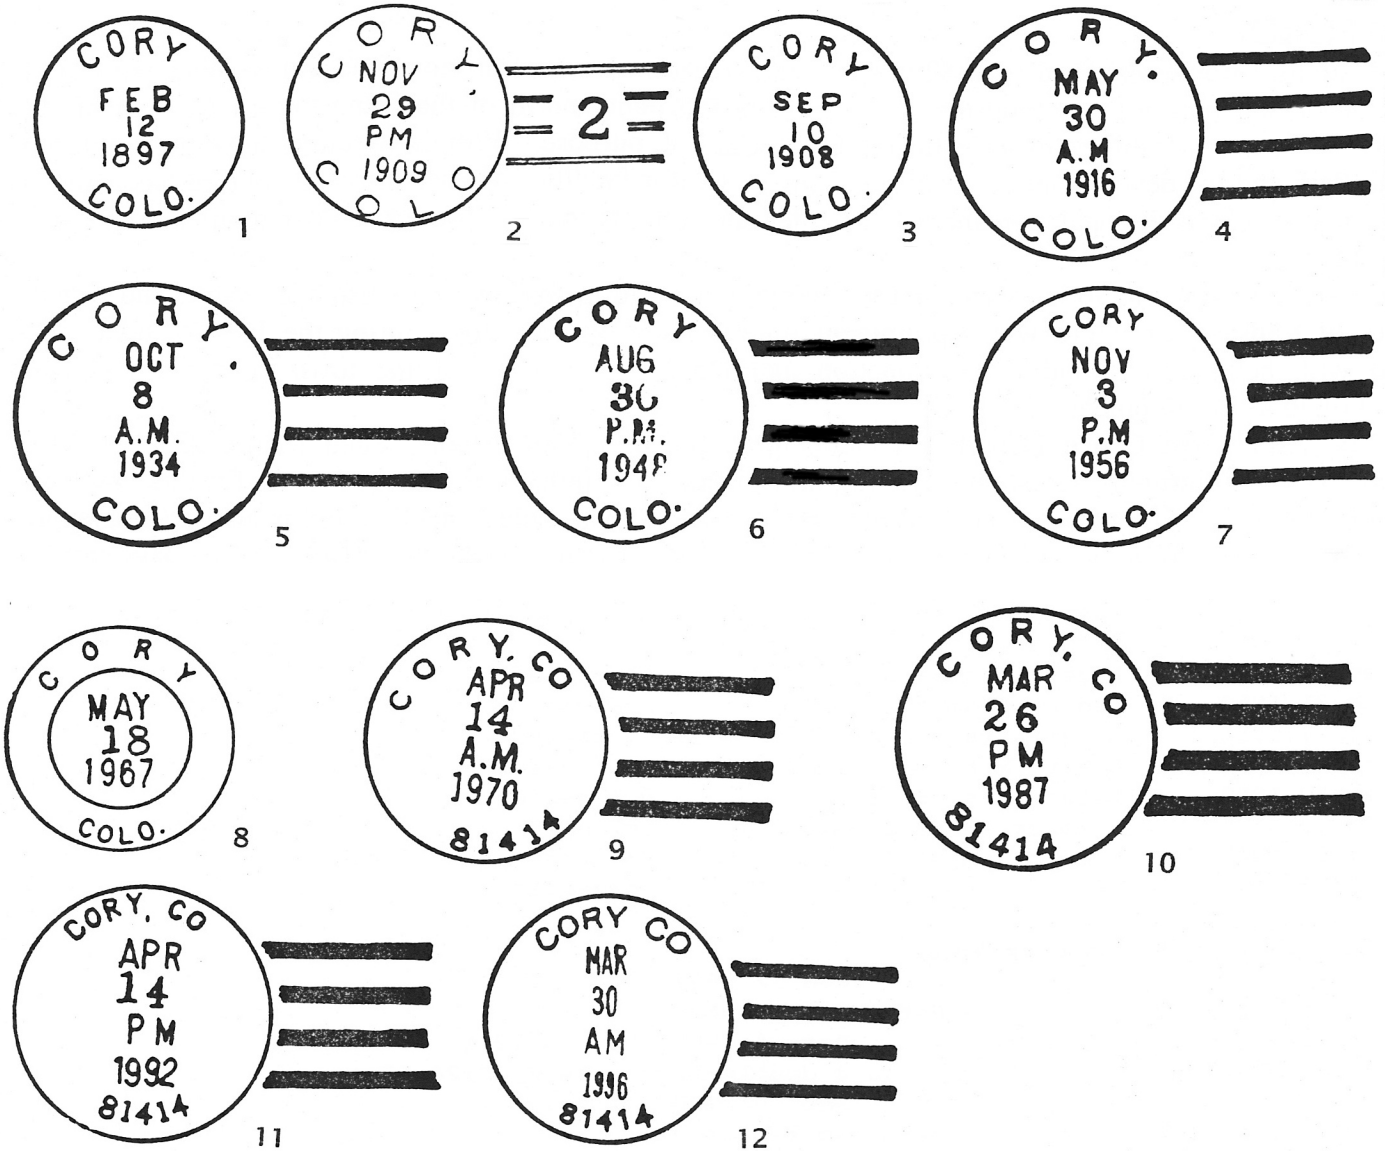 CORY
FEB
12
1897
COLO.
1
CORY.
NOV
29
PM
1909
COLO
2
2
CORY
SEP
10
1908
COLO.
3
CORY.
MAY
30
A.M
1916
COLO.
4
CORY.
OCT
8
A.M.
1934
COLO.
5
CORY
AUG
30
P.M.
1948
COLO.
6
CORY
NOV
3
P.M
1956
COLO.
7
CORY
MAY
18
1967
COLO.
8
CORY, CO
APR
14
A.M.
1970
81414
9
CORY, CO
MAR
26
PM
1987
81414
10
CORY, CO
APR
14
PM
1992
81414
11
CORY CO
MAR
30
AM
1996
81414
12